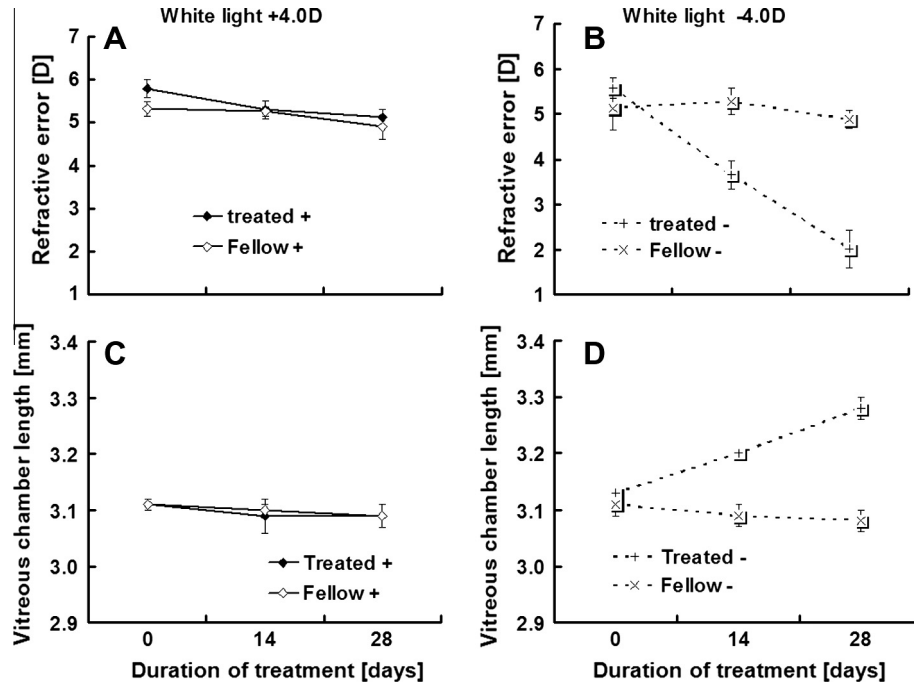 White light +4.0D
White light -4.0D
A
B
Refractive error [D]
7
6
5
4
3
2
1
treated +
Fellow +
Refractive error [D]
7
6
5
4
3
2
1
treated -
Fellow -
C
D
Vitreous chamber length [mm]
3.4
3.3
3.2
3.1
3.0
2.9
Treated +
Fellow +
0 14 28
Duration of treatment [days]
Vitreous chamber length [mm]
3.4
3.3
3.2
3.1
3.0
2.9
Treated -
Fellow -
0 14 28
Duration of treatment [days]